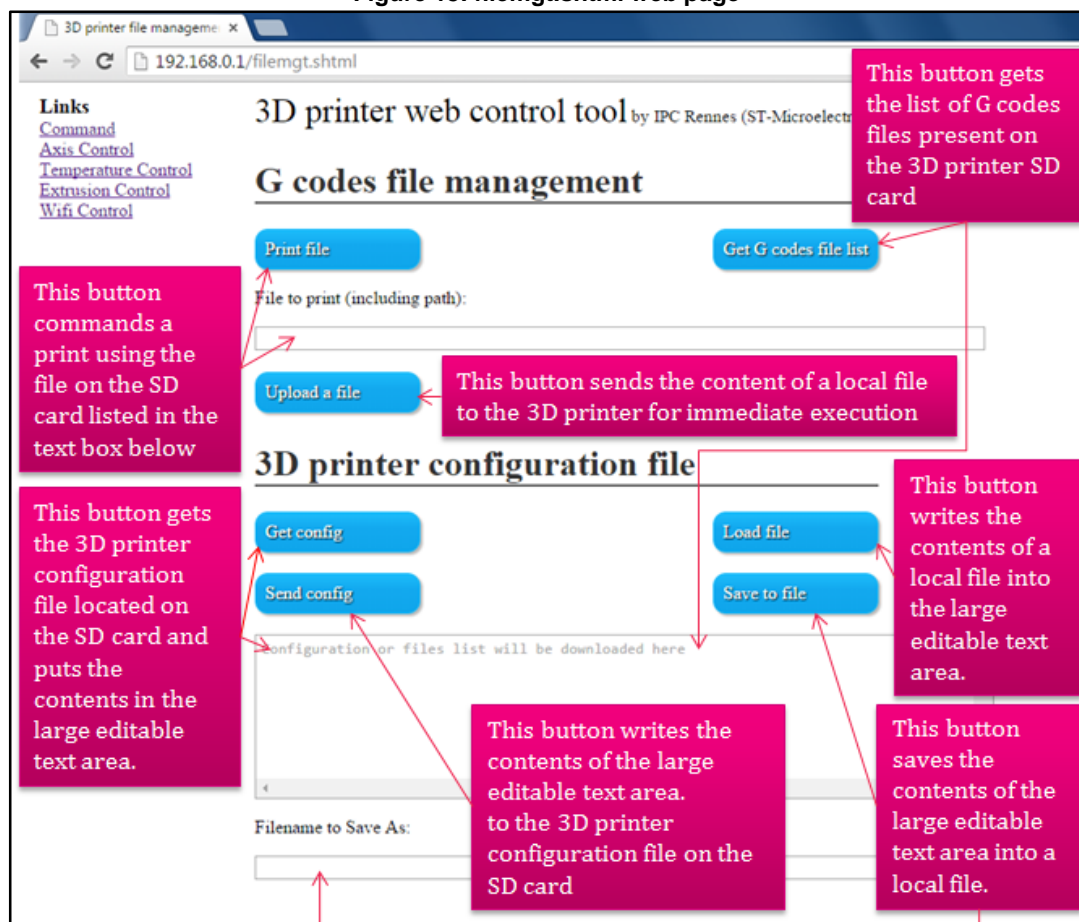 3D printer file manageme
192.168.0.1/filemgt.shtml
Links
Command
Axis Control
Temperature Control
Extrusion Control
Wifi Control
3D printer web control tool by IPC Rennes (ST-Microelectr
This button gets
the list of G codes
files present on
the 3D printer SD
card
G codes file management
Print file
Get G codes file list
This button
commands a
print using the
file on the SD
card listed in the
text box below
File to print (including path):
Upload a file
This button sends the content of a local file
to the 3D printer for immediate execution
3D printer configuration file
This button gets
the 3D printer
configuration
file located on
the SD card and
puts the
contents in the
large editable
text area.
Get config
Load file
This button
writes the
contents of a
local file into
the large
editable text
area.
Send config
Save to file
configuration or files list will be downloaded here
This button writes the
contents of the large
editable text area.
to the 3D printer
configuration file on the
SD card
This button
saves the
contents of the
large editable
text area into a
local file.
Filename to Save As: